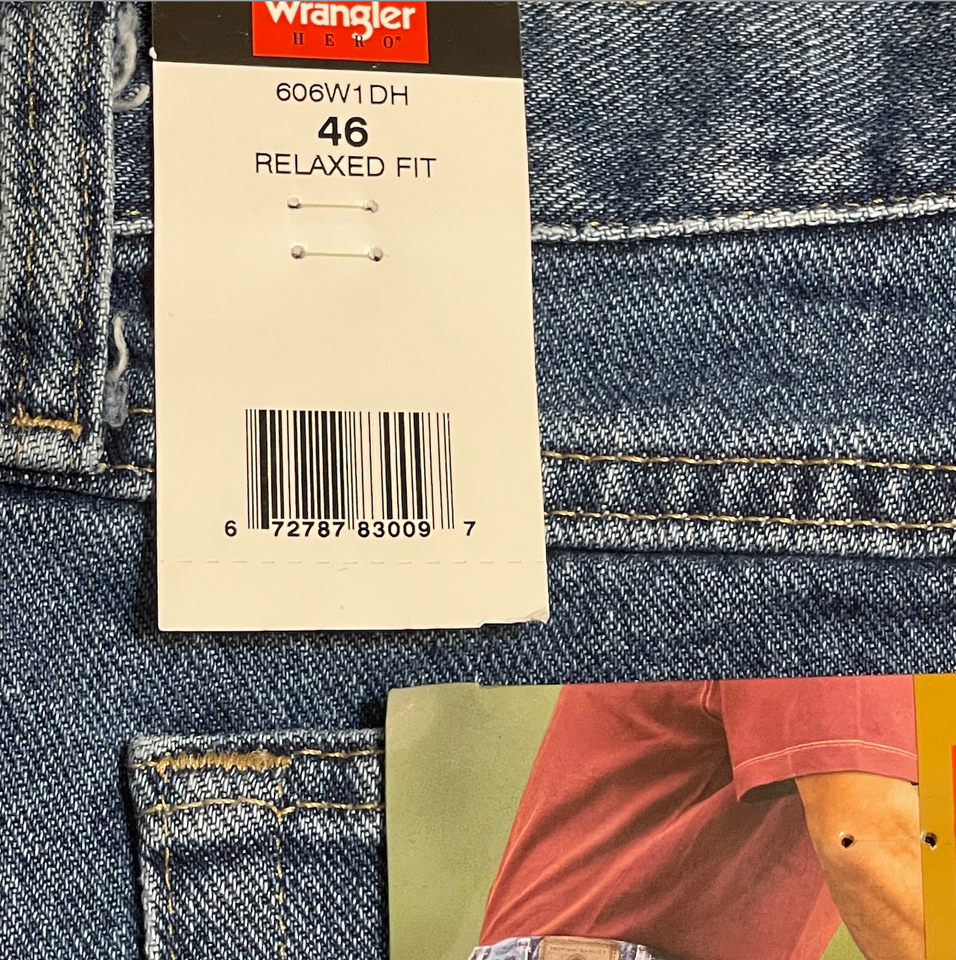 Wrangler
HERO®
606W1DH
46
RELAXED FIT
6 72787 83009 7